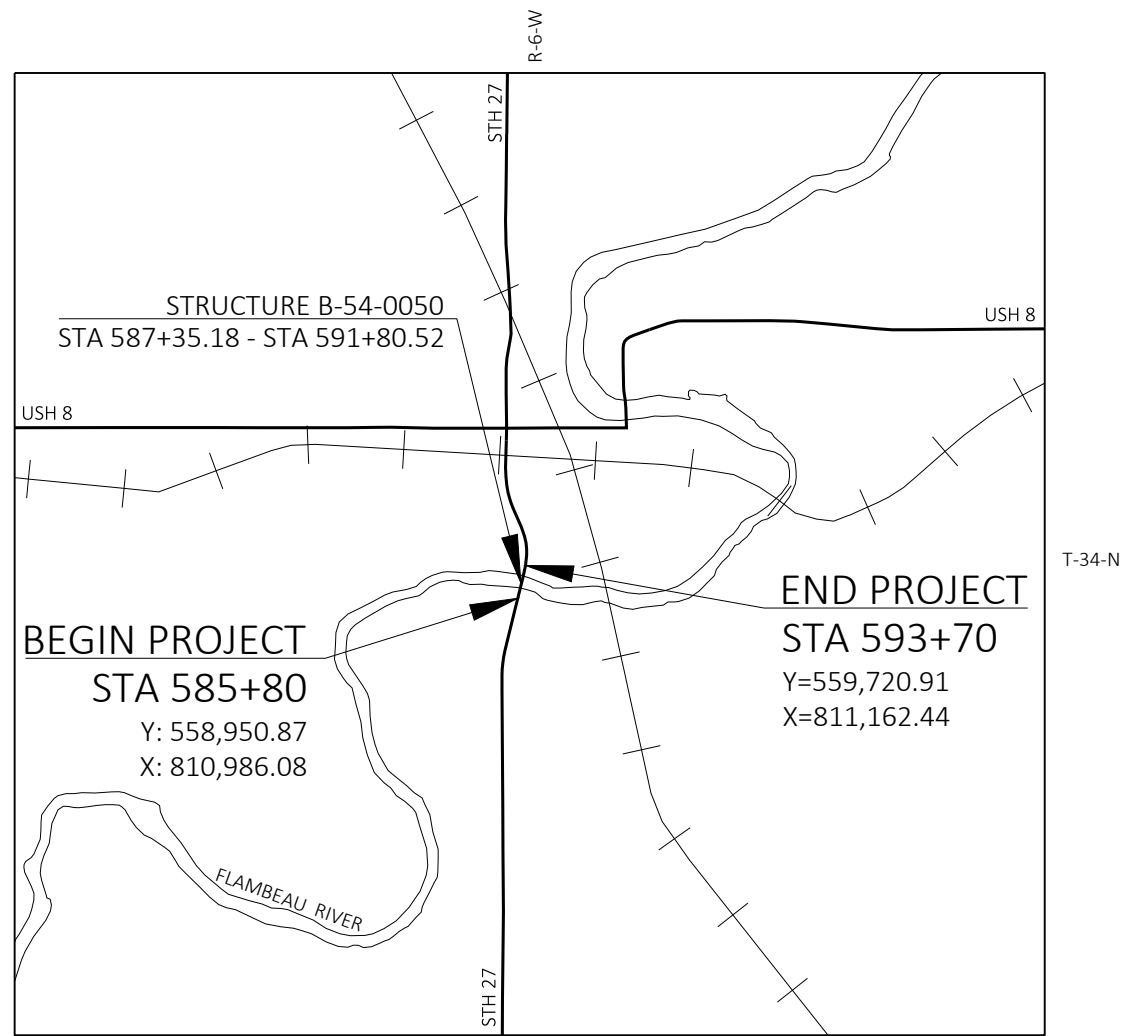 R-6-W
STH 27
STRUCTURE B-54-0050
STA 587+35.18 - STA 591+80.52
USH 8
USH 8
T-34-N
END PROJECT
STA 593+70
Y=559,720.91
X=811,162.44
BEGIN PROJECT
STA 585+80
Y: 558,950.87
X: 810,986.08
FLAMBEAU RIVER
STH 27